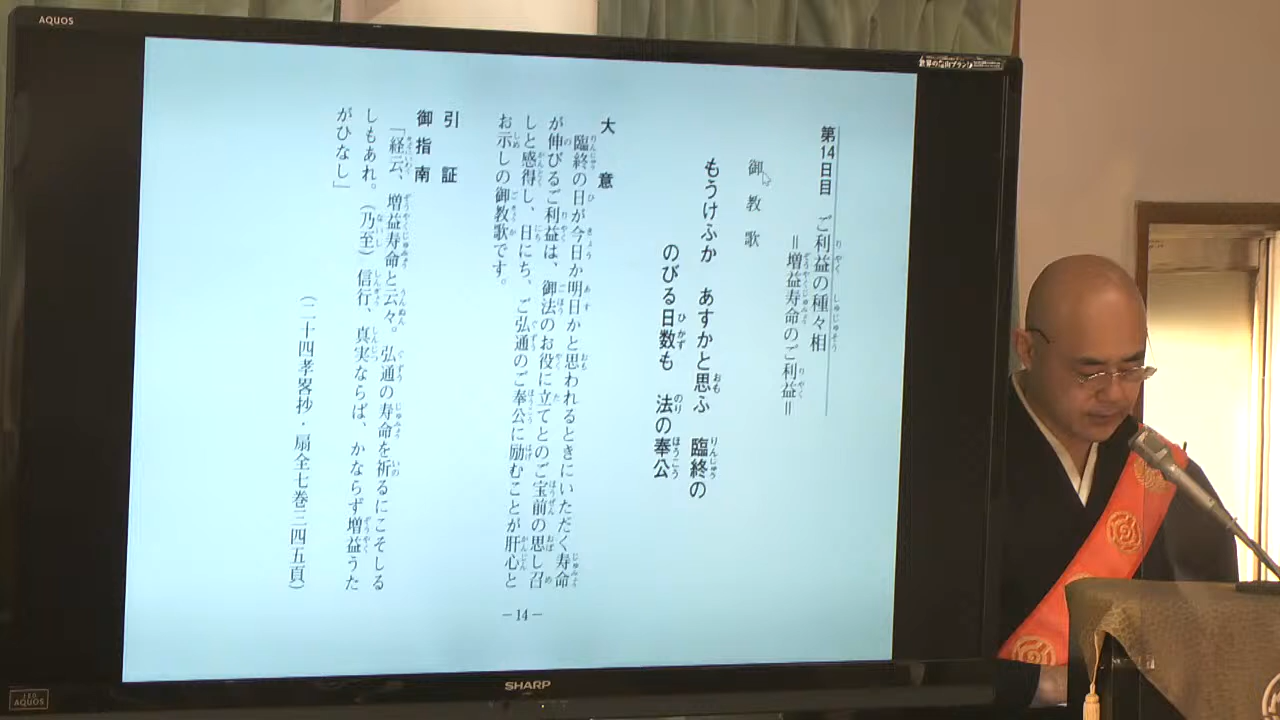 AQUOS
第14日目 ご利益の種々相
=増益寿命のご利益=
御教歌
もうけふか あすかと思ふ 臨終の
のびる日数も 法の奉公
大意
臨終の日が今日か明日かと思われるときにいただく寿命
が伸びるご利益は、御法のお役に立てとのご宝前の思し召
しと感得し、日にち、ご弘通のご奉公に励むことが肝心と
お示しの御教歌です。
引証
御指南
「経云、増益寿命と云々。弘通の寿命を祈るにこそしる
しもあれ。(乃至)信行、真実ならば、かならず増益うた
がひなし」
(二十四孝畧抄・扇全七巻三四五頁)
-14-
SHARP
LED
AQUOS